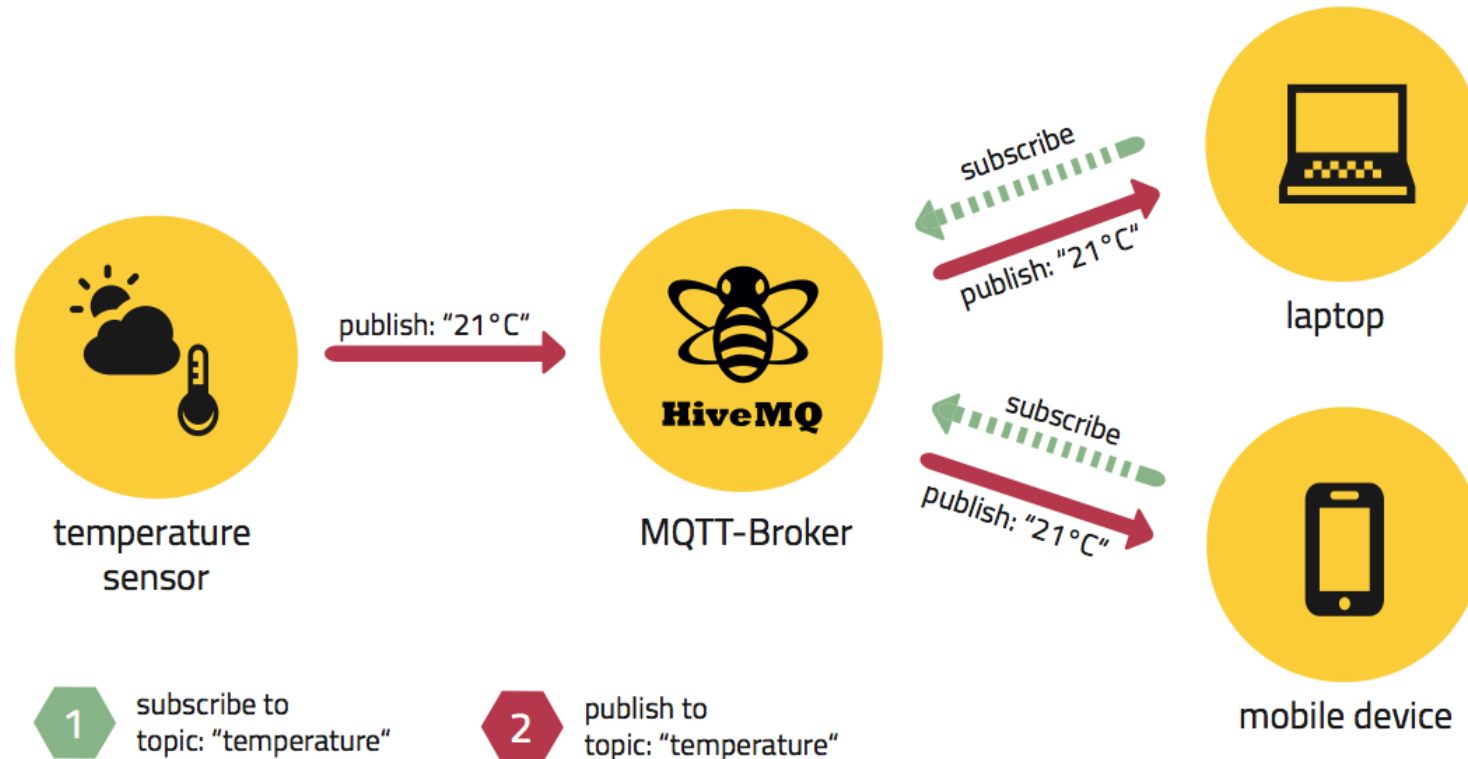 subscribe
publish: “21°C“
laptop
publish: “21°C“
HiveMQ
subscribe
publish: “21°C“
temperature
sensor
MQTT-Broker
mobile device
1
subscribe to
topic: “temperature“
2
publish to
topic: “temperature“